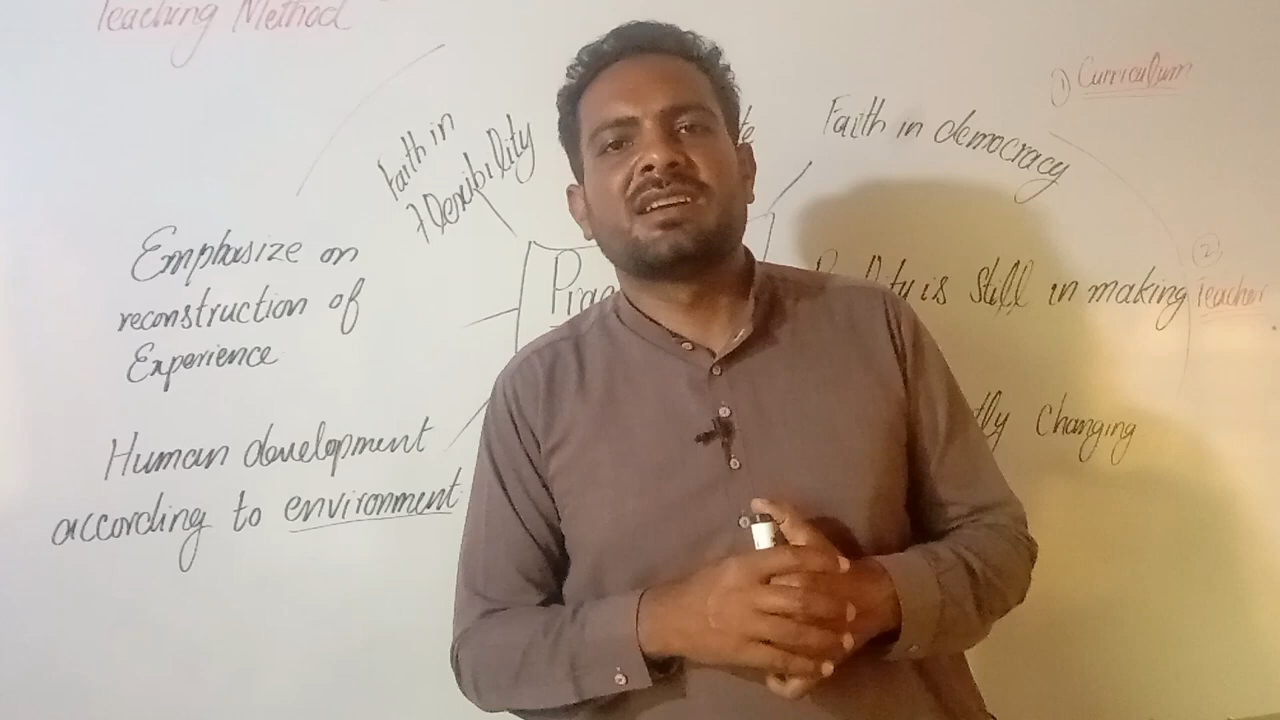 Teaching Method
① Curriculum
Faith in
Flexibility
Faith in democracy
Emphasize on
reconstruction of
Experience
②
is still in making
Teacher
Changing
Human development
according to environment